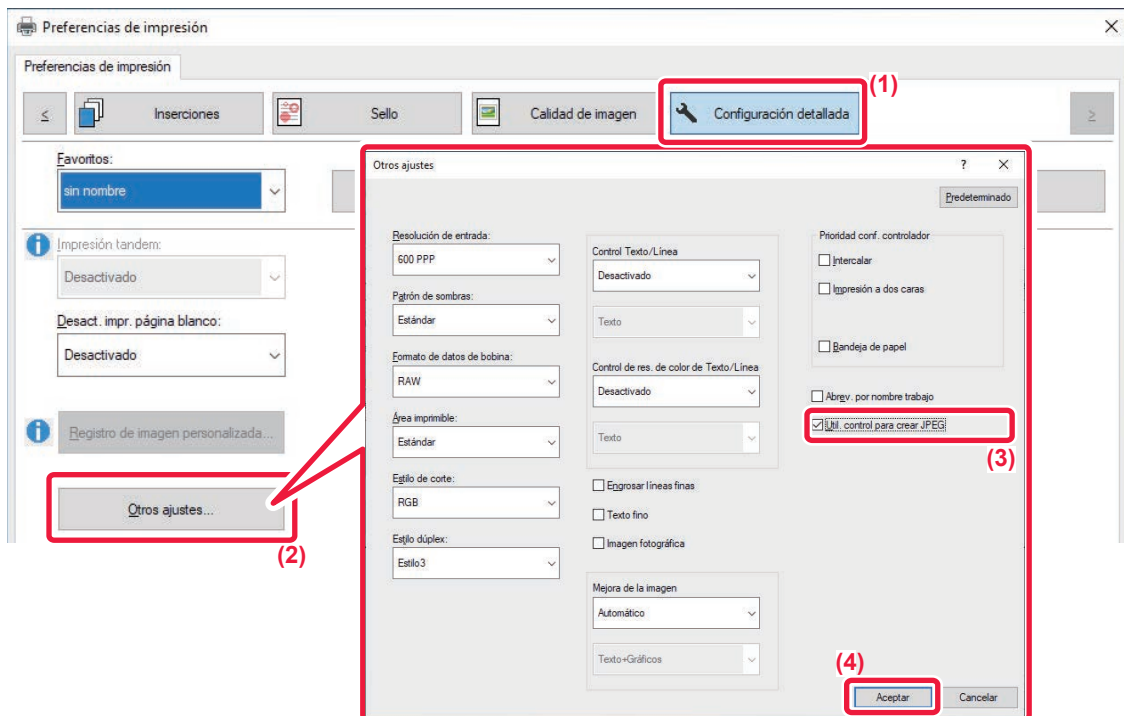 Preferencias de impresión
Preferencias de impresión
(1)
<
Inserciones
Sello
Calidad de imagen
Configuración detallada
>
Favoritos:
sin nombre
Impresión tandem:
Desactivado
Desact. impr. página blanco:
Desactivado
Registro de imagen personalizada...
Otros ajustes...
(2)
Otros ajustes
?
Predeterminado
Resolución de entrada:
600 PPP
Patrón de sombras:
Estándar
Formato de datos de bobina:
RAW
Área imprimible:
Estándar
Estilo de corte:
RGB
Estilo dúplex:
Estilo3
Control Texto/Línea
Desactivado
Texto
Control de res. de color de Texto/Línea
Desactivado
Texto
Engrosar líneas finas
Texto fino
Imagen fotográfica
Mejora de la imagen
Automático
Texto+Gráficos
Prioridad conf. controlador
Intercalar
Impresión a dos caras
Bandeja de papel
Abrev. por nombre trabajo
Util. control para crear JPEG
(3)
(4)
Aceptar
Cancelar